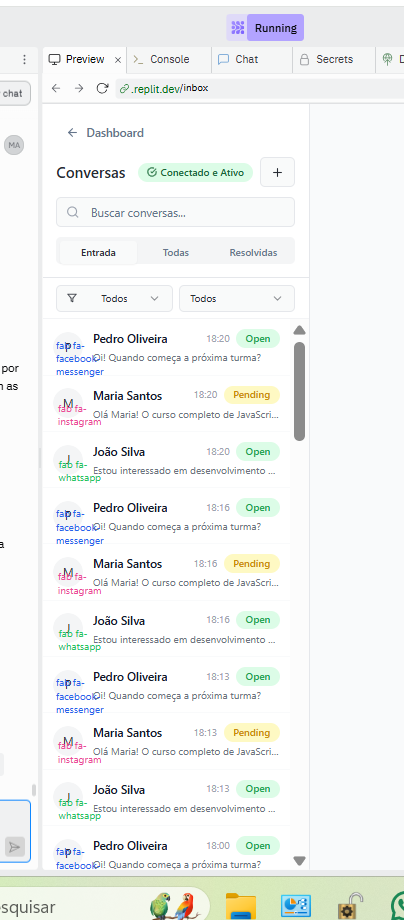 Running
Preview
Console
Chat
Secrets
D
chat
.replit.dev/inbox
MA
Dashboard
Conversas
Conectado e Ativo
Buscar conversas...
Entrada
Todas
Resolvidas
Todos
Todos
por
as
a
Pedro Oliveira 18:20 Open
P fab fa-facebook-messenger
Oi! Quando começa a próxima turma?
Maria Santos 18:20 Pending
M fab fa-instagram
Olá Maria! O curso completo de JavaScri...
João Silva 18:20 Open
J fab fa-whatsapp
Estou interessado em desenvolvimento ...
Pedro Oliveira 18:16 Open
P fab fa-facebook-messenger
Oi! Quando começa a próxima turma?
Maria Santos 18:16 Pending
M fab fa-instagram
Olá Maria! O curso completo de JavaScri...
João Silva 18:16 Open
J fab fa-whatsapp
Estou interessado em desenvolvimento ...
Pedro Oliveira 18:13 Open
P fab fa-facebook-messenger
Oi! Quando começa a próxima turma?
Maria Santos 18:13 Pending
M fab fa-instagram
Olá Maria! O curso completo de JavaScri...
João Silva 18:13 Open
J fab fa-whatsapp
Estou interessado em desenvolvimento ...
Pedro Oliveira 18:00 Open
P fab fa-facebook-
Oi! Quando começa a próxima turma?
esquisar